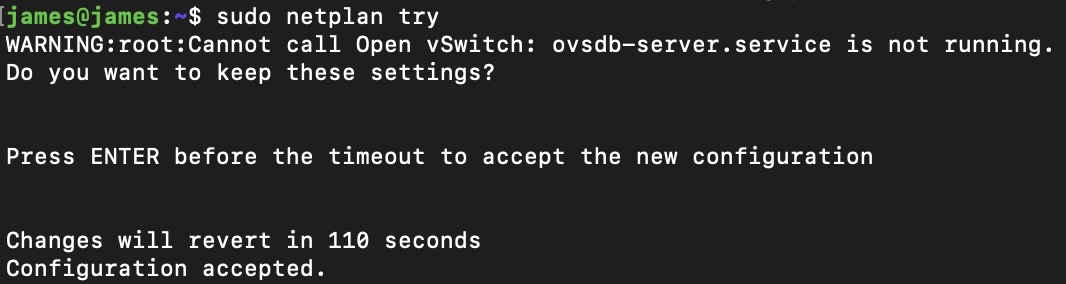 [james@james:~$ sudo netplan try
WARNING:root:Cannot call Open vSwitch: ovsdb-server.service is not running.
Do you want to keep these settings?
Press ENTER before the timeout to accept the new configuration
Changes will revert in 110 seconds
Configuration accepted.